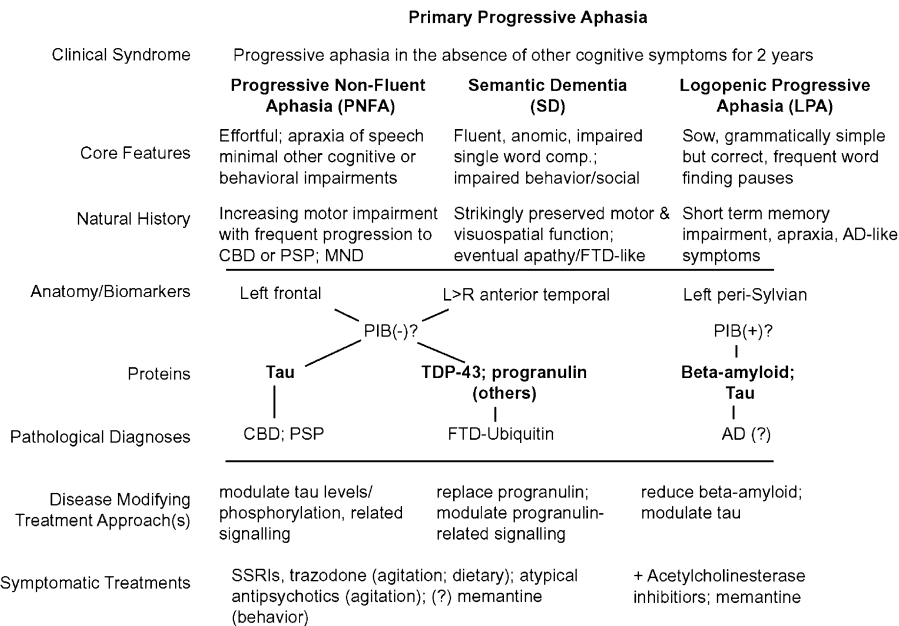 Primary Progressive Aphasia
Clinical Syndrome
Progressive aphasia in the absence of other cognitive symptoms for 2 years
Progressive Non-Fluent
Aphasia (PNFA)
Semantic Dementia
(SD)
Logopenic Progressive
Aphasia (LPA)
Core Features
Effortful; apraxia of speech
minimal other cognitive or
behavioral impairments
Fluent, anomic, impaired
single word comp.;
impaired behavior/social
Sow, grammatically simple
but correct, frequent word
finding pauses
Natural History
Increasing motor impairment
with frequent progression to
CBD or PSP; MND
Strikingly preserved motor &
visuospatial function;
eventual apathy/FTD-like
Short term memory
impairment, apraxia, AD-like
symptoms
Anatomy/Biomarkers
Left frontal
L>R anterior temporal
Left peri-Sylvian
PIB(-)?
PIB(+)?
Proteins
Tau
TDP-43; progranulin
(others)
Beta-amyloid;
Tau
Pathological Diagnoses
CBD; PSP
FTD-Ubiquitin
AD (?)
Disease Modifying
Treatment Approach(s)
modulate tau levels/
phosphorylation, related
signalling
replace progranulin;
modulate progranulin-
related signalling
reduce beta-amyloid;
modulate tau
Symptomatic Treatments
SSRIs, trazodone (agitation; dietary); atypical
antipsychotics (agitation); (?) memantine
(behavior)
+ Acetylcholinesterase
inhibitiors; memantine